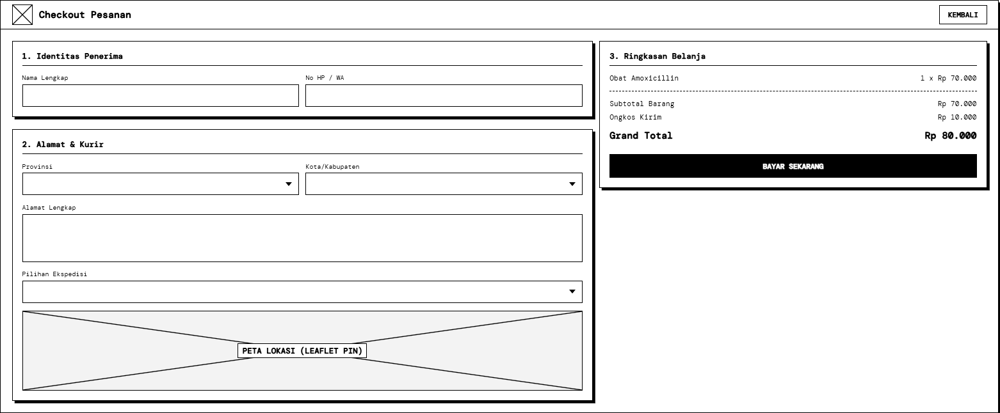 Checkout Pesanan
KEMBALI
1. Identitas Penerima
Nama Lengkap
No HP / WA
2. Alamat & Kurir
Provinsi
Kota/Kabupaten
Alamat Lengkap
Pilihan Ekspedisi
PETA LOKASI (LEAFLET PIN)
3. Ringkasan Belanja
Obat Amoxicillin 1 x Rp 70.000
Subtotal Barang Rp 70.000
Ongkos Kirim Rp 10.000
Grand Total Rp 80.000
BAYAR SEKARANG